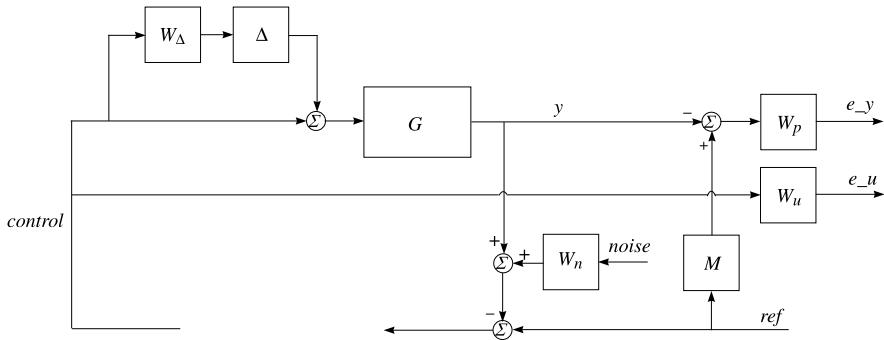 W_Δ
Δ
Σ
G
y
−
Σ
+
W_p
e_y
W_u
e_u
control
+
Σ
+
W_n
noise
M
−
Σ
ref